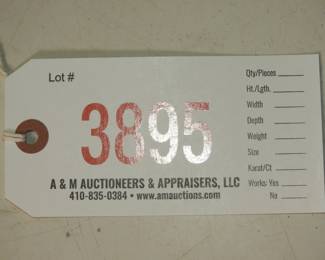 Lot #
3895
A & M AUCTIONEERS & APPRAISERS, LLC
410-835-0384 • www.amauctions.com
Qty/Pieces
Ht./Lgth.
Width
Depth
Weight
Size
Karat/Ct
Works: Yes
No